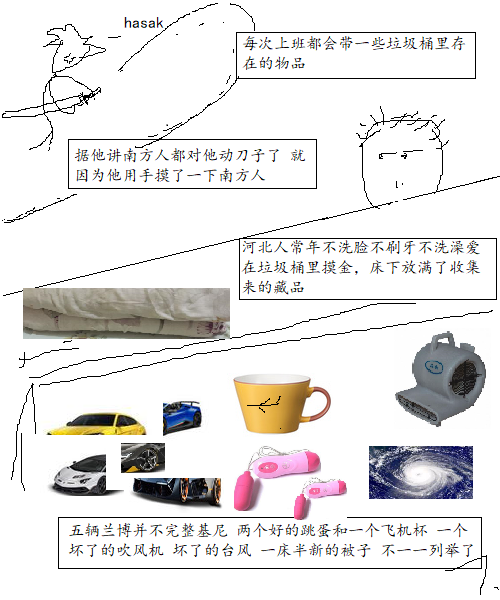 hasak
每次上班都会带一些垃圾桶里存
在的物品
据他讲南方人都对他动刀子了 就
因为他用手摸了一下南方人
河北人常年不洗脸不刷牙不洗澡爱
在垃圾桶里摸金，床下放满了收集
来的藏品
五辆兰博并不完整基尼 两个好的跳蛋和一个飞机杯 一个
坏了的吹风机 坏了的台风 一床半新的被子 不一一列举了